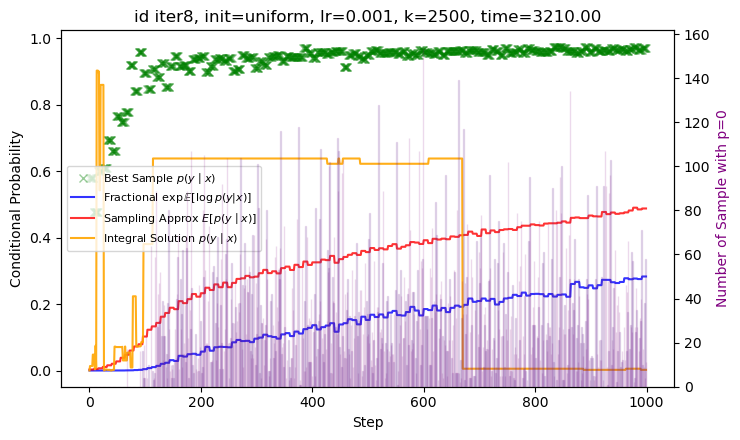 id iter8, init=uniform, lr=0.001, k=2500, time=3210.00
1.0
0.8
0.6
0.4
0.2
0.0
Conditional Probability
160
140
120
100
80
60
40
20
0
Number of Sample with p=0
Best Sample p(y | x)
Fractional exp𝔼[log p(y|x)]
Sampling Approx E[p(y | x)]
Integral Solution p(y | x)
0
200
400
600
800
1000
Step